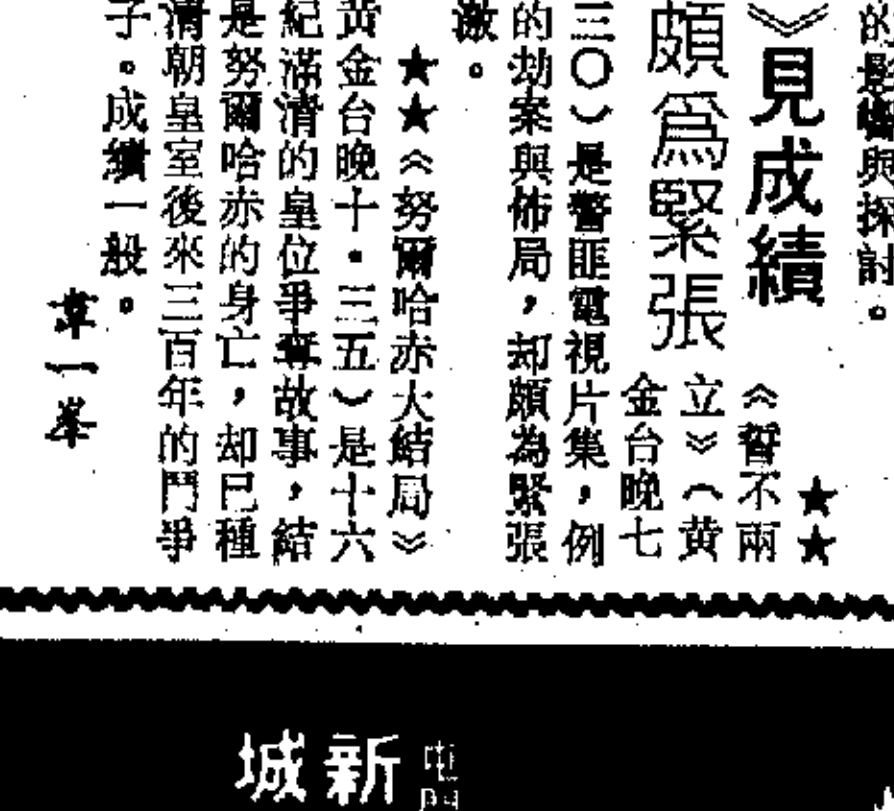 的影響與探討。
》見成績
頗爲緊張
★★
《誓不兩
立》（黃
金台晚七
三〇）是警匪電視片集，例
的劫案與佈局，却頗為緊張
激。
★★《努爾哈赤大結局》
黃金台晚十·三五）是十六
紀滿清的皇位爭奪故事，結
是努爾哈赤的身亡，却已種
清朝皇室後來三百年的鬥爭
子。成績一般。
韋一峯
屯門
新城